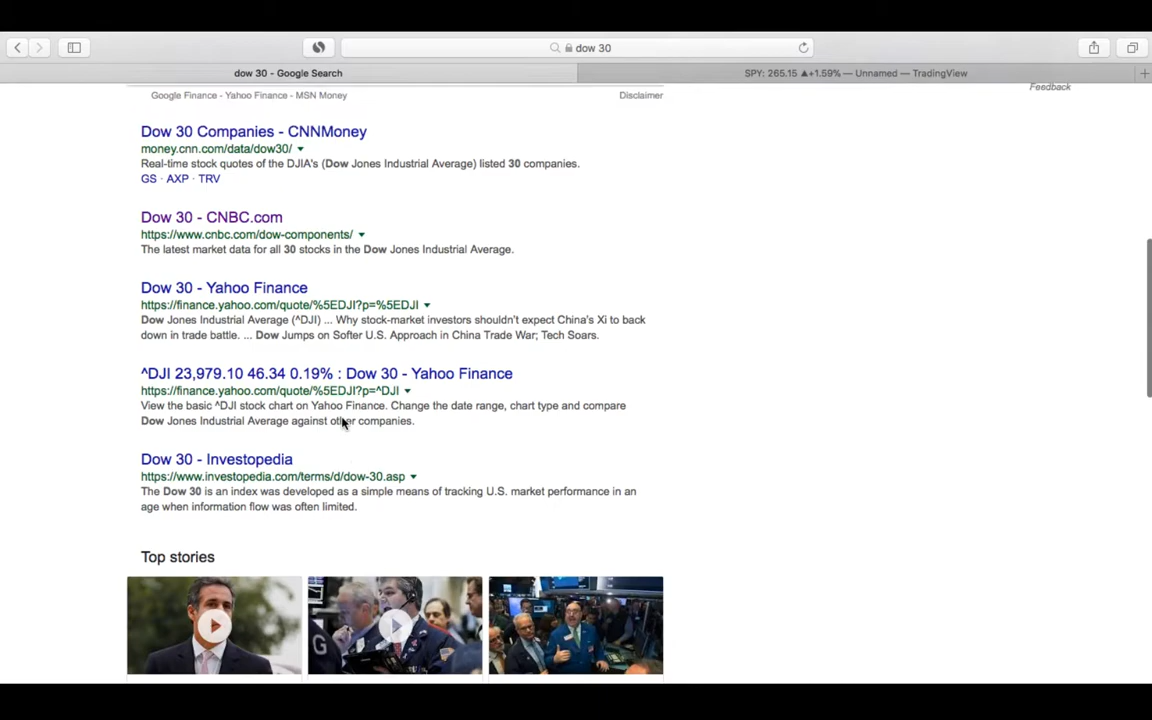 dow 30
dow 30 - Google Search
SPY: 265.15 ▲+1.59% — Unnamed — TradingView
Google Finance - Yahoo Finance - MSN Money
Disclaimer
Feedback
Dow 30 Companies - CNNMoney
money.cnn.com/data/dow30/
Real-time stock quotes of the DJIA's (Dow Jones Industrial Average) listed 30 companies.
GS · AXP · TRV
Dow 30 - CNBC.com
https://www.cnbc.com/dow-components/
The latest market data for all 30 stocks in the Dow Jones Industrial Average.
Dow 30 - Yahoo Finance
https://finance.yahoo.com/quote/%5EDJI?p=%5EDJI
Dow Jones Industrial Average (^DJI) ... Why stock-market investors shouldn't expect China's Xi to back
down in trade battle. ... Dow Jumps on Softer U.S. Approach in China Trade War; Tech Soars.
^DJI 23,979.10 46.34 0.19% : Dow 30 - Yahoo Finance
https://finance.yahoo.com/quote/%5EDJI?p=^DJI
View the basic ^DJI stock chart on Yahoo Finance. Change the date range, chart type and compare
Dow Jones Industrial Average against other companies.
Dow 30 - Investopedia
https://www.investopedia.com/terms/d/dow-30.asp
The Dow 30 is an index was developed as a simple means of tracking U.S. market performance in an
age when information flow was often limited.
Top stories
G